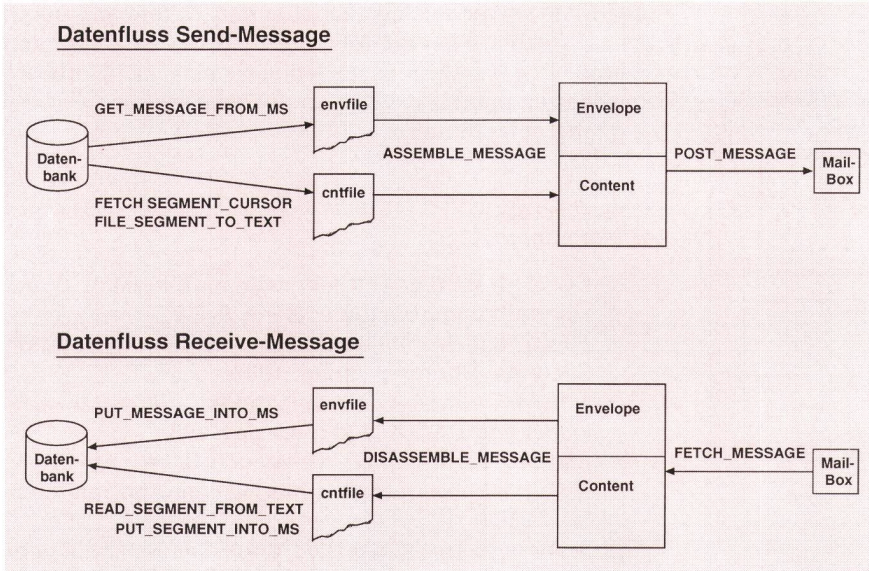 Datenfluss Send-Message
GET_MESSAGE_FROM_MS
envfile
Envelope
Daten-
bank
ASSEMBLE_MESSAGE
POST_MESSAGE
Mail-
Box
FETCH SEGMENT_CURSOR
FILE_SEGMENT_TO_TEXT
cntfile
Content
Datenfluss Receive-Message
PUT_MESSAGE_INTO_MS
envfile
Envelope
Daten-
bank
DISASSEMBLE_MESSAGE
FETCH_MESSAGE
Mail-
Box
READ_SEGMENT_FROM_TEXT
PUT_SEGMENT_INTO_MS
cntfile
Content